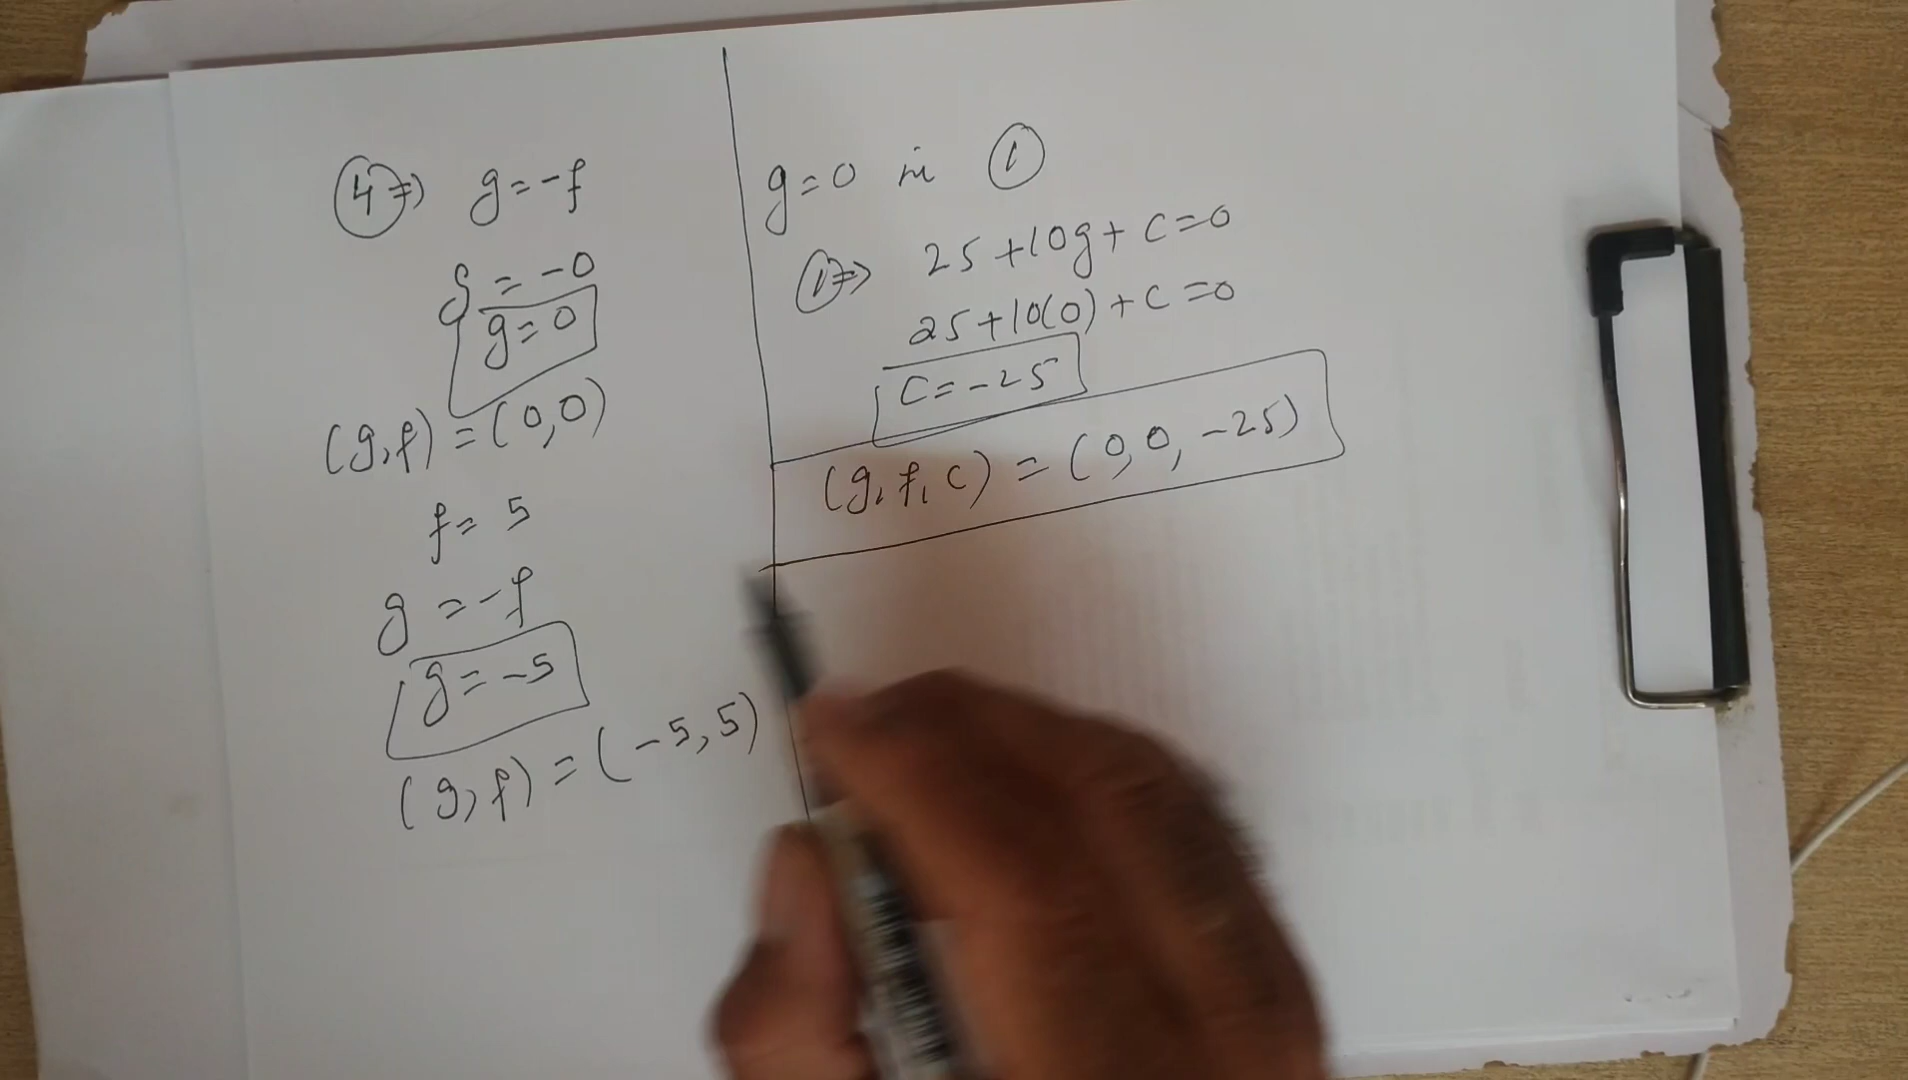 4 ⇒ g = -f
g = -0
g = 0
(g, f) = (0, 0)
f = 5
g = -f
g = -5
(g, f) = (-5, 5)
g = 0 in 1
1 ⇒ 25 + 10g + c = 0
25 + 10(0) + c = 0
c = -25
(g, f, c) = (0, 0, -25)